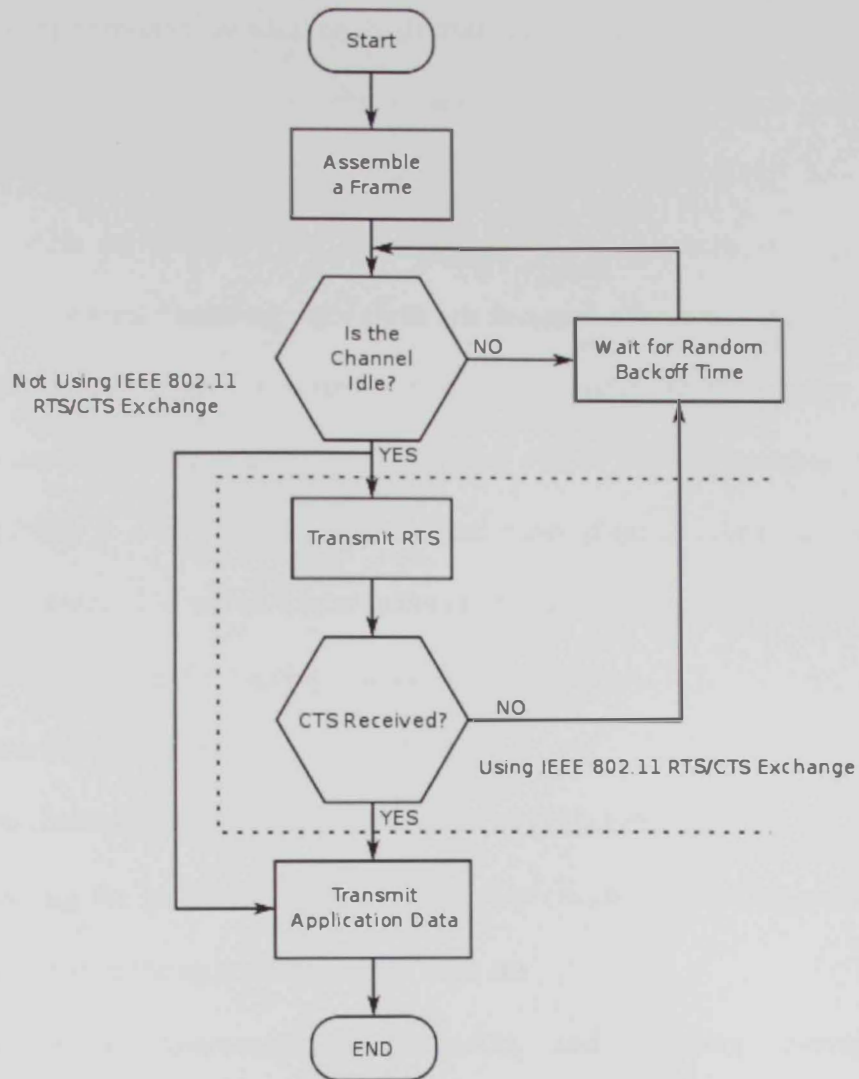 Start
Assemble
a Frame
Is the
Channel
Idle?
NO
Wait for Random
Backoff Time
Not Using IEEE 802.11
RTS/CTS Exchange
YES
Transmit RTS
CTS Received?
NO
Using IEEE 802.11 RTS/CTS Exchange
YES
Transmit
Application Data
END